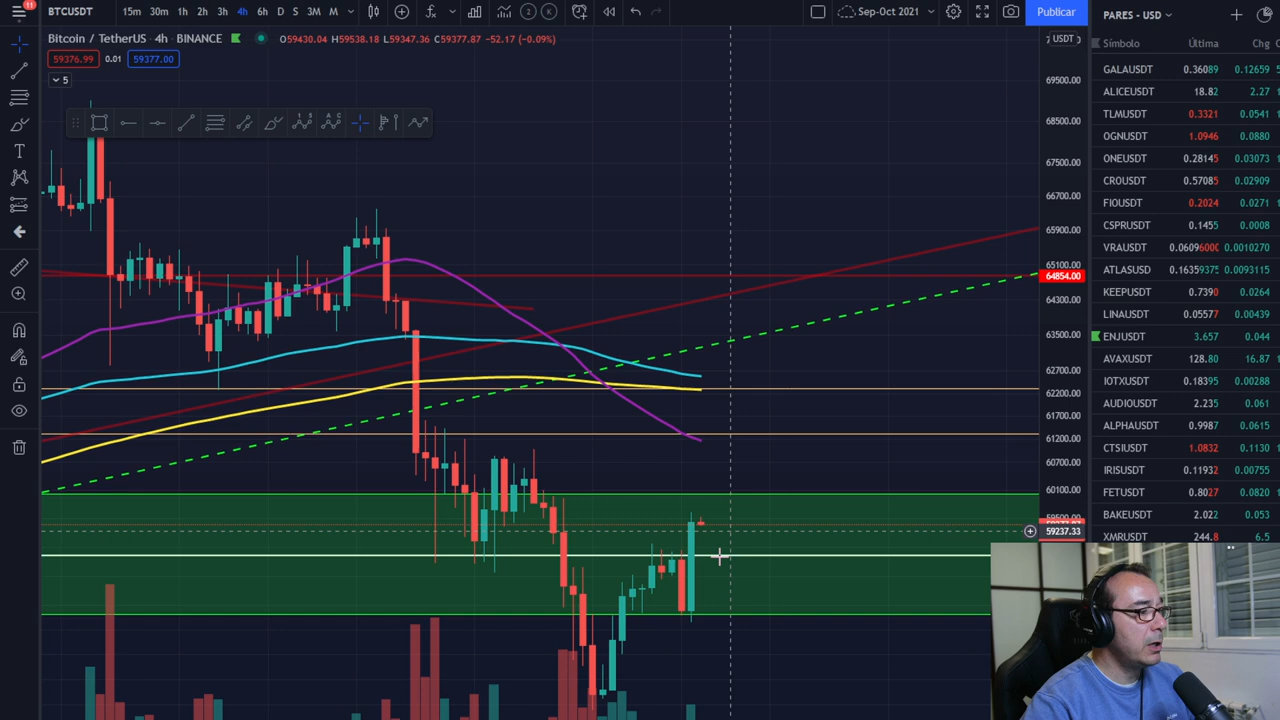 11
BTCUSDT 15m 30m 1h 2h 3h 4h 6h D S 3M M fx 2 K Sep-Oct 2021 Publicar PARES - USD
Bitcoin / TetherUS 4h BINANCE O59430.04 H59538.18 L59347.36 C59377.87 -52.17 (-0.09%) USDT
59376.99 0.01 59377.00
5
Símbolo Última Chg
GALAUSDT 0.36089 0.12659
ALICEUSDT 18.82 2.27
TLMUSDT 0.3321 0.0541
OGNUSDT 1.0946 0.0880
ONEUSDT 0.28145 0.03073
CROUSDT 0.57085 0.02909
FIOUSDT 0.2024 0.0271
CSPRUSDT 0.1455 0.0008
VRAUSDT 0.0609600 0.0010270
ATLASUSD 0.16359375 0.0093115
KEEPUSDT 0.7390 0.0264
LINAUSDT 0.05577 0.00439
ENJUSDT 3.657 0.044
AVAXUSDT 128.80 16.87
IOTXUSDT 0.18395 0.00288
AUDIOUSDT 2.235 0.061
ALPHAUSDT 0.9987 0.0615
CTSIUSDT 1.0832 0.1130
IRISUSDT 0.11932 0.00755
FETUSDT 0.8027 0.0820
BAKEUSDT 2.022 0.053
XMRUSDT 244.8 6.5
69500.00
68500.00
67500.00
66700.00
65900.00
65100.00
64854.00
64300.00
63500.00
62700.00
62200.00
61700.00
61200.00
60700.00
60100.00
59500.00
59237.33